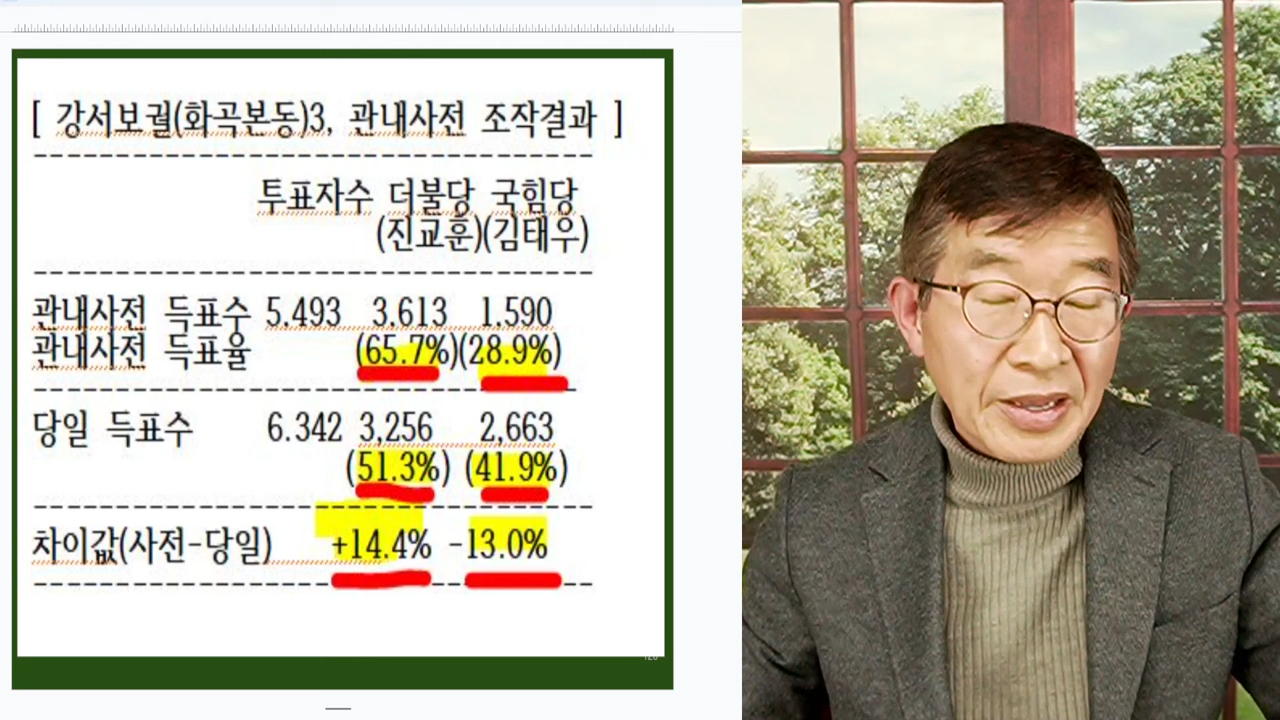 [ 강서보궐(화곡본동)3, 관내사전 조작결과 ]
투표자수 더불당 국힘당
(진교훈)(김태우)
관내사전 득표수 5,493 3,613 1,590
관내사전 득표율 (65.7%)(28.9%)
당일 득표수 6.342 3,256 2,663
(51.3%) (41.9%)
차이값(사전-당일) +14.4% -13.0%